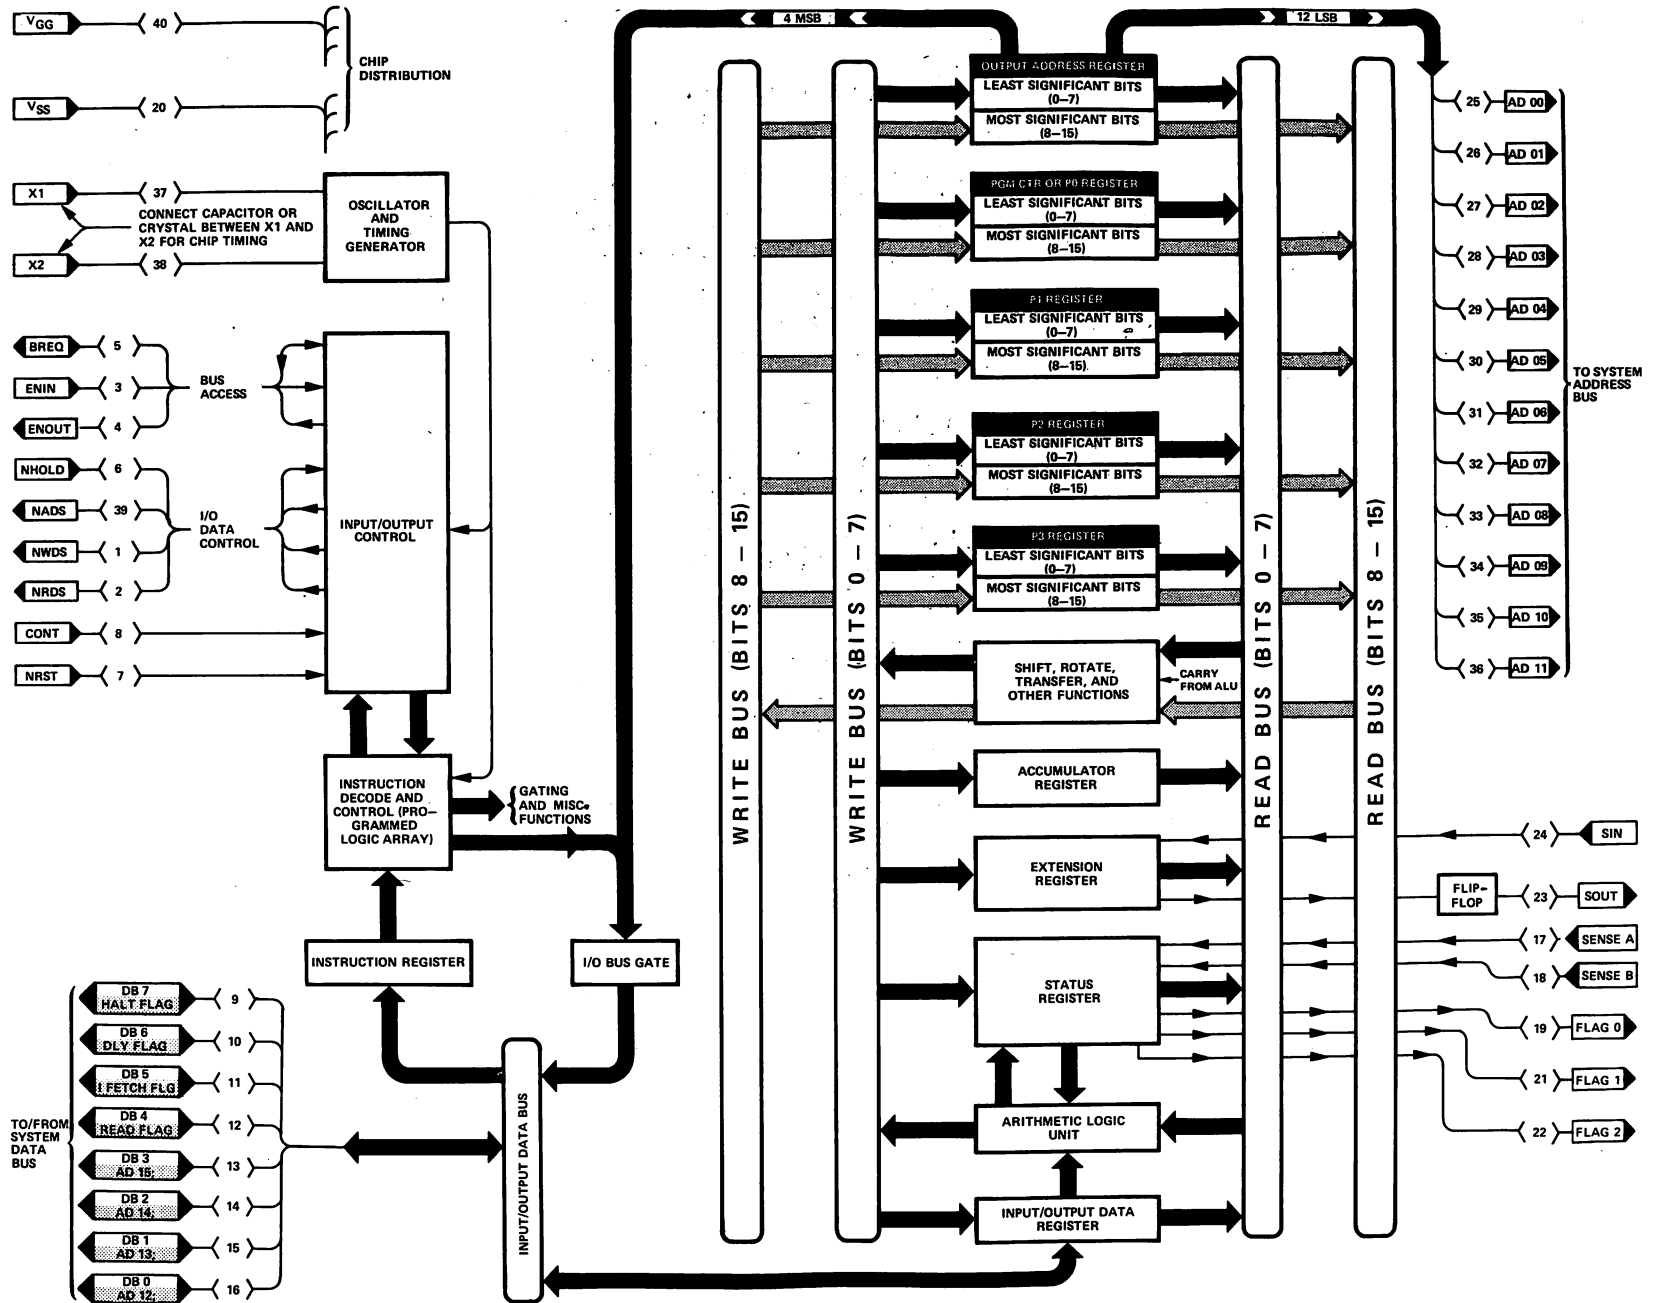 VGG
40
VSS
20
CHIP
DISTRIBUTION
X1
37
CONNECT CAPACITOR OR
CRYSTAL BETWEEN X1 AND
X2 FOR CHIP TIMING
X2
38
OSCILLATOR
AND
TIMING
GENERATOR
BREQ
5
ENIN
3
ENOUT
4
BUS
ACCESS
NHOLD
6
NADS
39
NWDS
1
NRDS
2
I/O
DATA
CONTROL
CONT
8
NRST
7
INPUT/OUTPUT
CONTROL
INSTRUCTION
DECODE AND
CONTROL (PRO–
GRAMMED
LOGIC ARRAY)
GATING
AND MISC.
FUNCTIONS
INSTRUCTION REGISTER
I/O BUS GATE
TO/FROM
SYSTEM
DATA
BUS
DB 7
HALT FLAG
9
DB 6
DLY FLAG
10
DB 5
I FETCH FLG
11
DB 4
READ FLAG
12
DB 3
AD 15;
13
DB 2
AD 14;
14
DB 1
AD 13;
15
DB 0
AD 12;
16
INPUT/OUTPUT DATA BUS
4 MSB
12 LSB
WRITE BUS (BITS 8 – 15)
WRITE BUS (BITS 0 – 7)
OUTPUT ADDRESS REGISTER
LEAST SIGNIFICANT BITS
(0–7)
MOST SIGNIFICANT BITS
(8–15)
PGM CTR OR P0 REGISTER
LEAST SIGNIFICANT BITS
(0–7)
MOST SIGNIFICANT BITS
(8–15)
P1 REGISTER
LEAST SIGNIFICANT BITS
(0–7)
MOST SIGNIFICANT BITS
(8–15)
P2 REGISTER
LEAST SIGNIFICANT BITS
(0–7)
MOST SIGNIFICANT BITS
(8–15)
P3 REGISTER
LEAST SIGNIFICANT BITS
(0–7)
MOST SIGNIFICANT BITS
(8–15)
SHIFT, ROTATE,
TRANSFER, AND
OTHER FUNCTIONS
CARRY
FROM ALU
ACCUMULATOR
REGISTER
EXTENSION
REGISTER
STATUS
REGISTER
ARITHMETIC LOGIC
UNIT
INPUT/OUTPUT DATA
REGISTER
READ BUS (BITS 0 – 7)
READ BUS (BITS 8 – 15)
25
AD 00
26
AD 01
27
AD 02
28
AD 03
29
AD 04
30
AD 05
31
AD 06
32
AD 07
33
AD 08
34
AD 09
35
AD 10
36
AD 11
TO SYSTEM
ADDRESS
BUS
24
SIN
FLIP–
FLOP
23
SOUT
17
SENSE A
18
SENSE B
19
FLAG 0
21
FLAG 1
22
FLAG 2